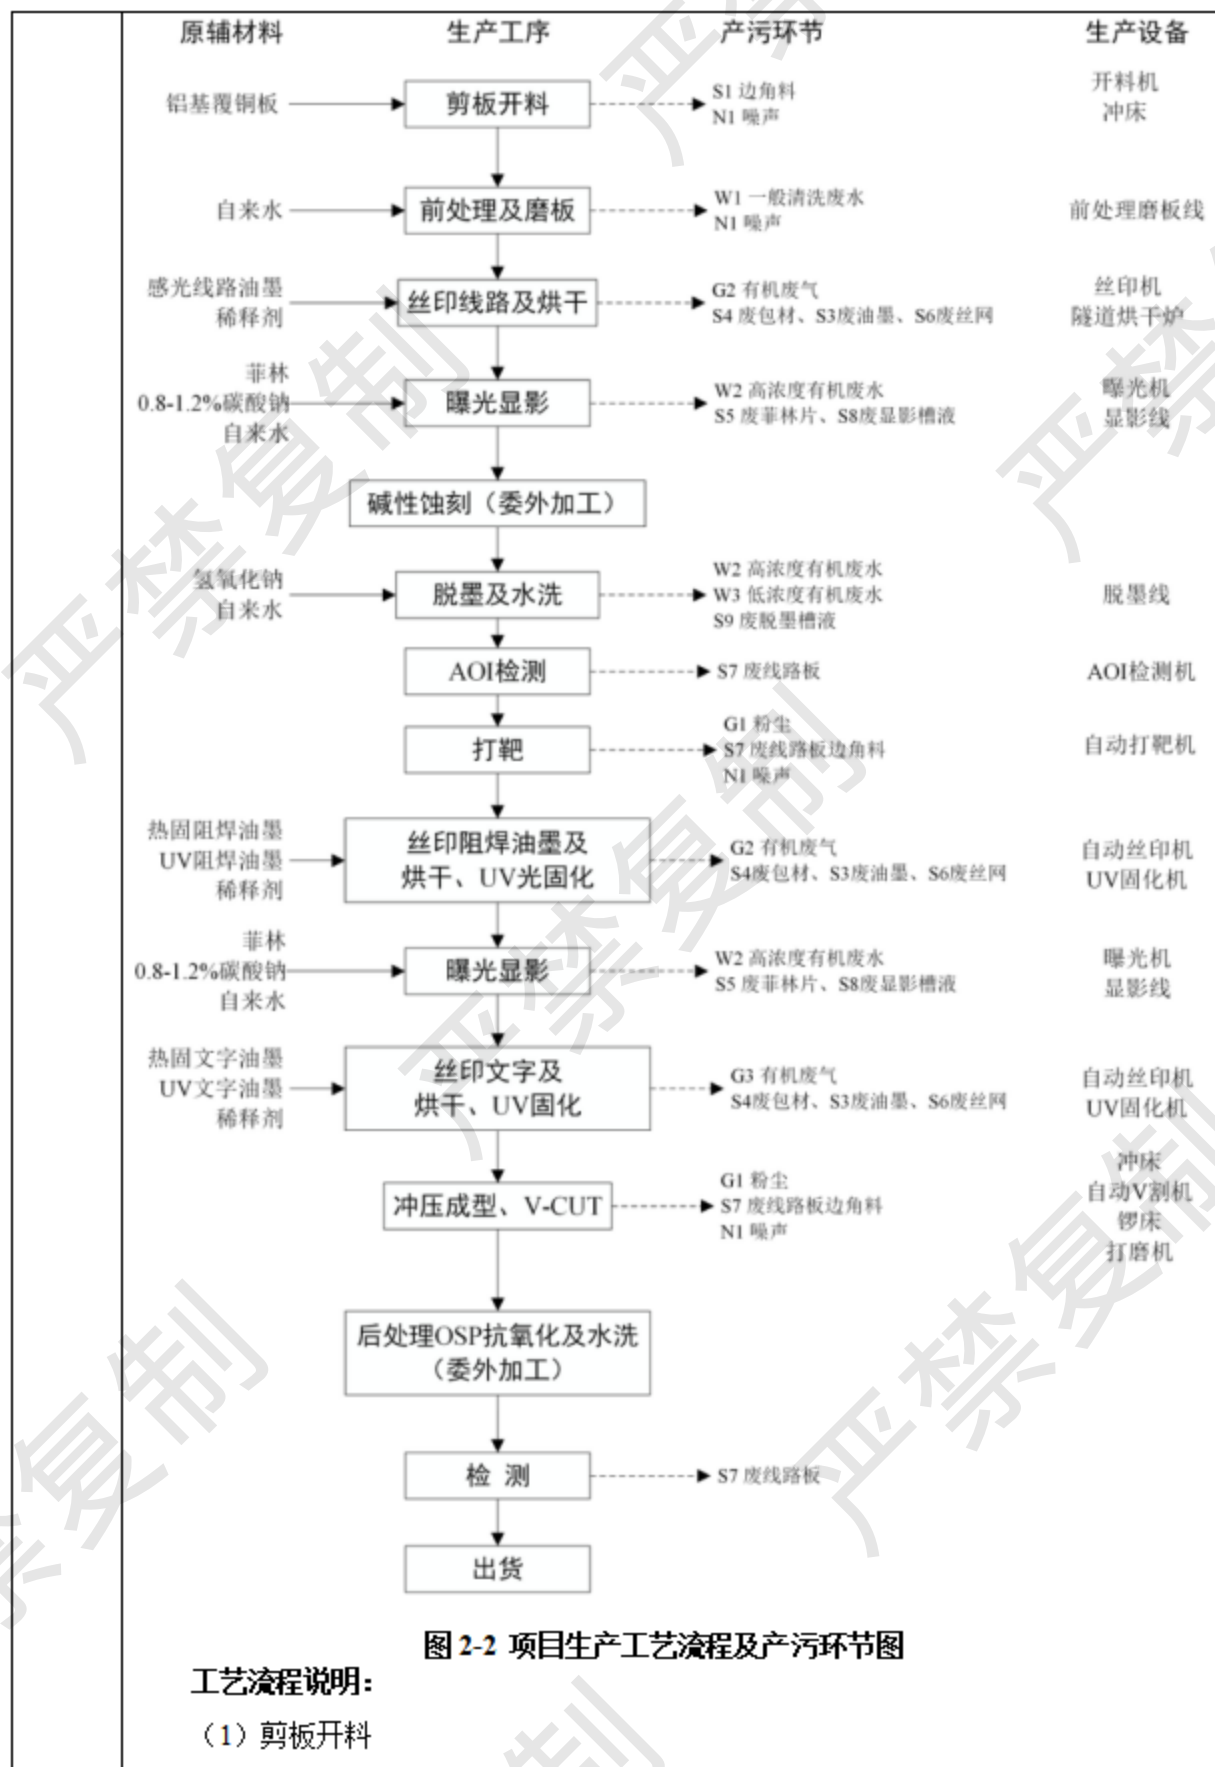 原辅材料 生产工序 产污环节 生产设备
铝基覆铜板 剪板开料 S1 边角料 开料机
N1 噪声 冲床
自来水 前处理及磨板 W1 一般清洗废水 前处理磨板线
N1 噪声
感光线路油墨 丝印线路及烘干 G2 有机废气 丝印机
稀释剂 S4 废包材、S3废油墨、S6废丝网 隧道烘干炉
菲林
0.8-1.2%碳酸钠 曝光显影 W2 高浓度有机废水 曝光机
自来水 S5 废菲林片、S8废显影槽液 显影线
碱性蚀刻（委外加工）
氢氧化钠 脱墨及水洗 W2 高浓度有机废水 脱墨线
自来水 W3 低浓度有机废水
S9 废脱墨槽液
AOI检测 S7 废线路板 AOI检测机
G1 粉尘
打靶 S7 废线路板边角料 自动打靶机
N1 噪声
热固阻焊油墨 丝印阻焊油墨及 G2 有机废气 自动丝印机
UV阻焊油墨 烘干、UV光固化 S4废包材、S3废油墨、S6废丝网 UV固化机
稀释剂
菲林
0.8-1.2%碳酸钠 曝光显影 W2 高浓度有机废水 曝光机
自来水 S5 废菲林片、S8废显影槽液 显影线
热固文字油墨 丝印文字及 G3 有机废气 自动丝印机
UV文字油墨 烘干、UV固化 S4废包材、S3废油墨、S6废丝网 UV固化机
稀释剂
G1 粉尘 冲床
冲压成型、V-CUT S7 废线路板边角料 自动V割机
N1 噪声 锣床
打磨机
后处理OSP抗氧化及水洗
（委外加工）
检 测 S7 废线路板
出货
图 2-2 项目生产工艺流程及产污环节图
工艺流程说明：
（1）剪板开料
严禁复制